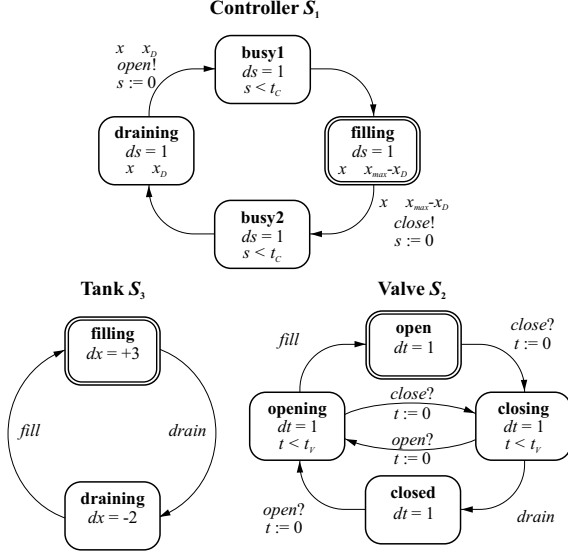 Controller S₁
x x_D
open!
s := 0
busy1
ds = 1
s < t_C
draining
ds = 1
x x_D
filling
ds = 1
x x_max-x_D
busy2
ds = 1
s < t_C
x x_max-x_D
close!
s := 0
Tank S₃
filling
dx = +3
fill
drain
draining
dx = -2
Valve S₂
fill
open
dt = 1
close?
t := 0
opening
dt = 1
t < t_V
close?
t := 0
open?
t := 0
closing
dt = 1
t < t_V
open?
t := 0
closed
dt = 1
drain